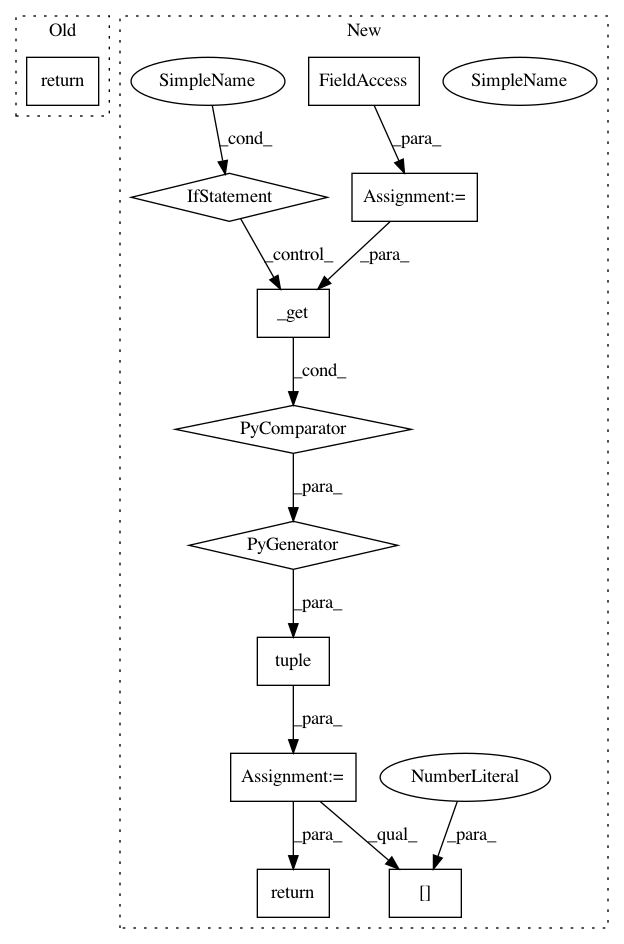 Old
New
return
SimpleName
FieldAccess
SimpleName
_cond_
_para_
IfStatement
Assignment:=
_control_
_para_
_get
_cond_
PyComparator
_para_
PyGenerator
_para_
tuple
_para_
Assignment:=
NumberLiteral
_para_
_qual_
_para_
return
[]